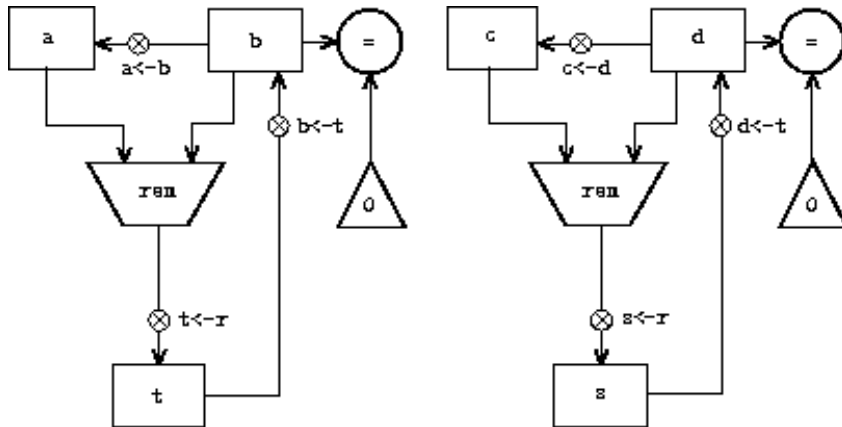 a
b
=
a<-b
b<-t
rem
0
t<-r
t
c
d
=
c<-d
d<-t
rem
0
s<-r
s